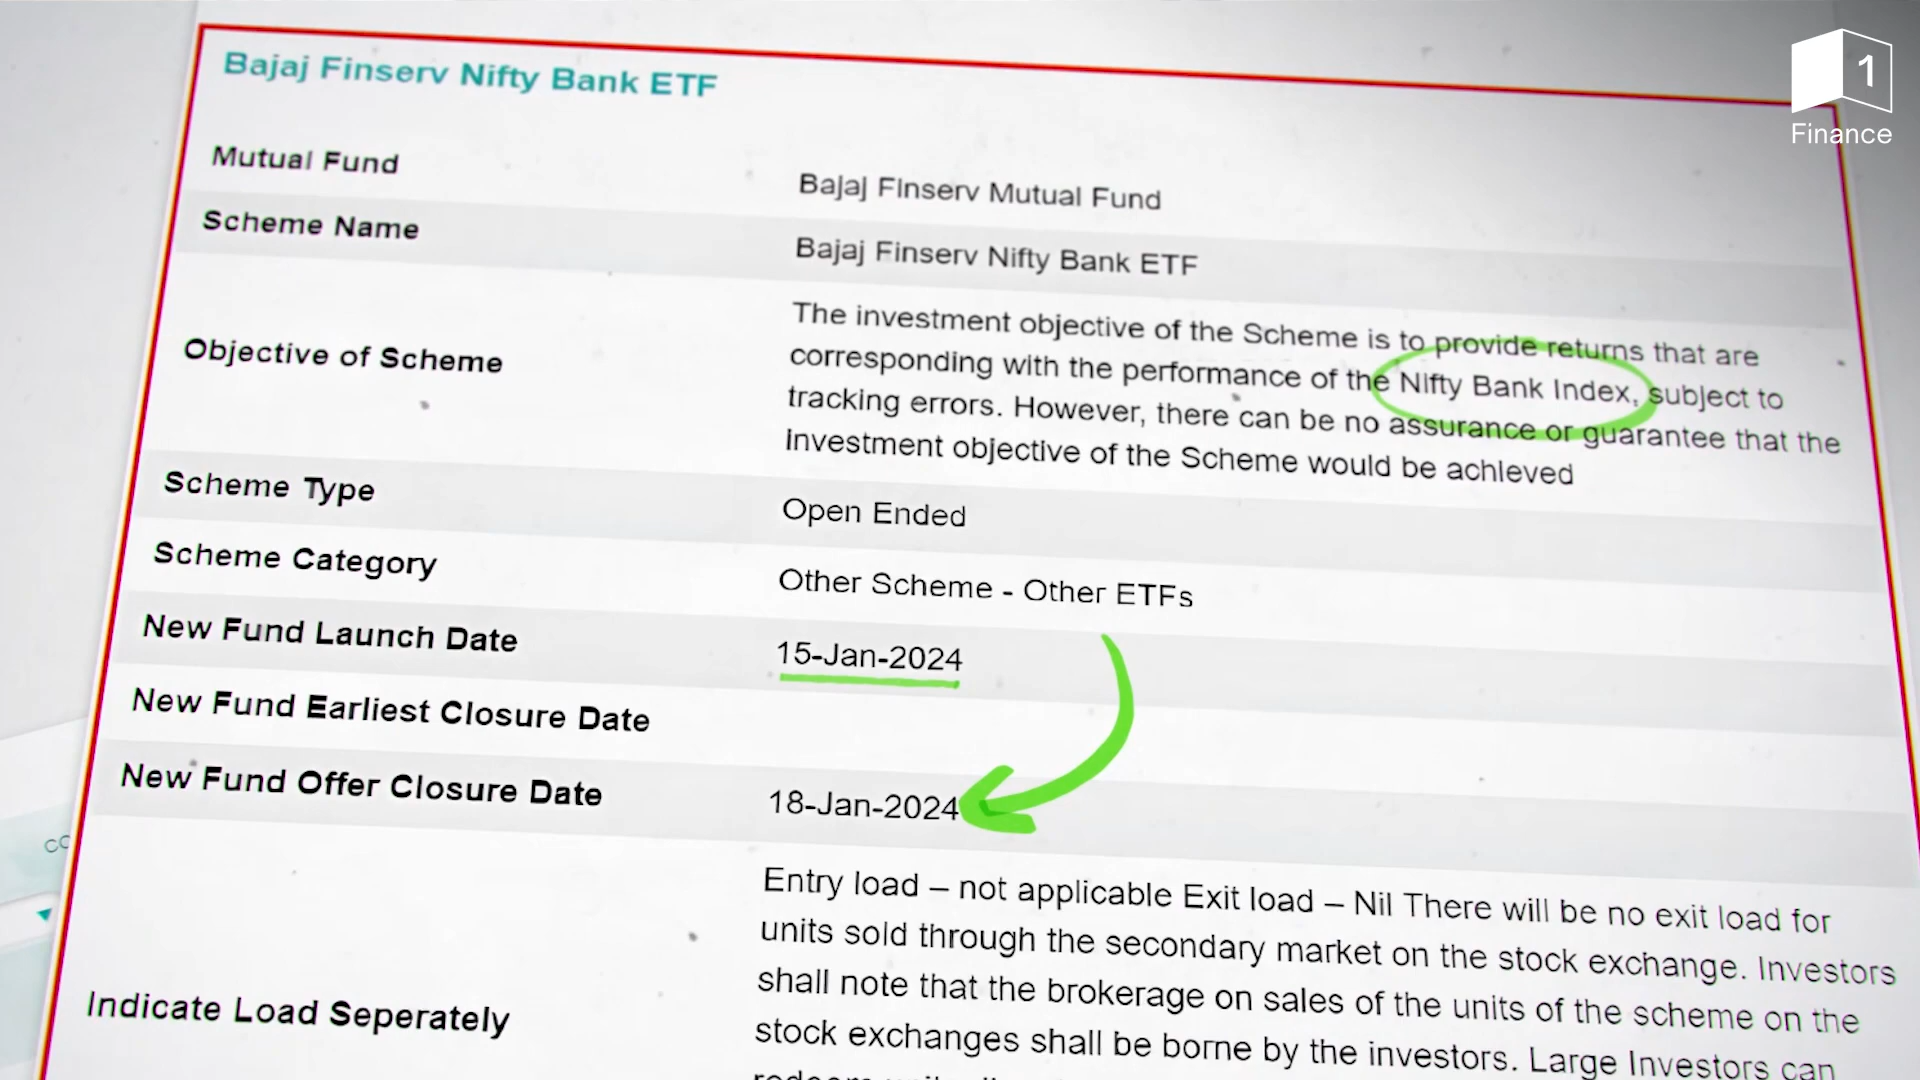 1
Finance
Bajaj Finserv Nifty Bank ETF
Mutual Fund
Bajaj Finserv Mutual Fund
Scheme Name
Bajaj Finserv Nifty Bank ETF
Objective of Scheme
The investment objective of the Scheme is to provide returns that are
corresponding with the performance of the Nifty Bank Index, subject to
tracking errors. However, there can be no assurance or guarantee that the
investment objective of the Scheme would be achieved
Scheme Type
Open Ended
Scheme Category
Other Scheme - Other ETFs
New Fund Launch Date
15-Jan-2024
New Fund Earliest Closure Date
New Fund Offer Closure Date
18-Jan-2024
Indicate Load Seperately
Entry load – not applicable Exit load – Nil There will be no exit load for
units sold through the secondary market on the stock exchange. Investors
shall note that the brokerage on sales of the units of the scheme on the
stock exchanges shall be borne by the investors. Large Investors can